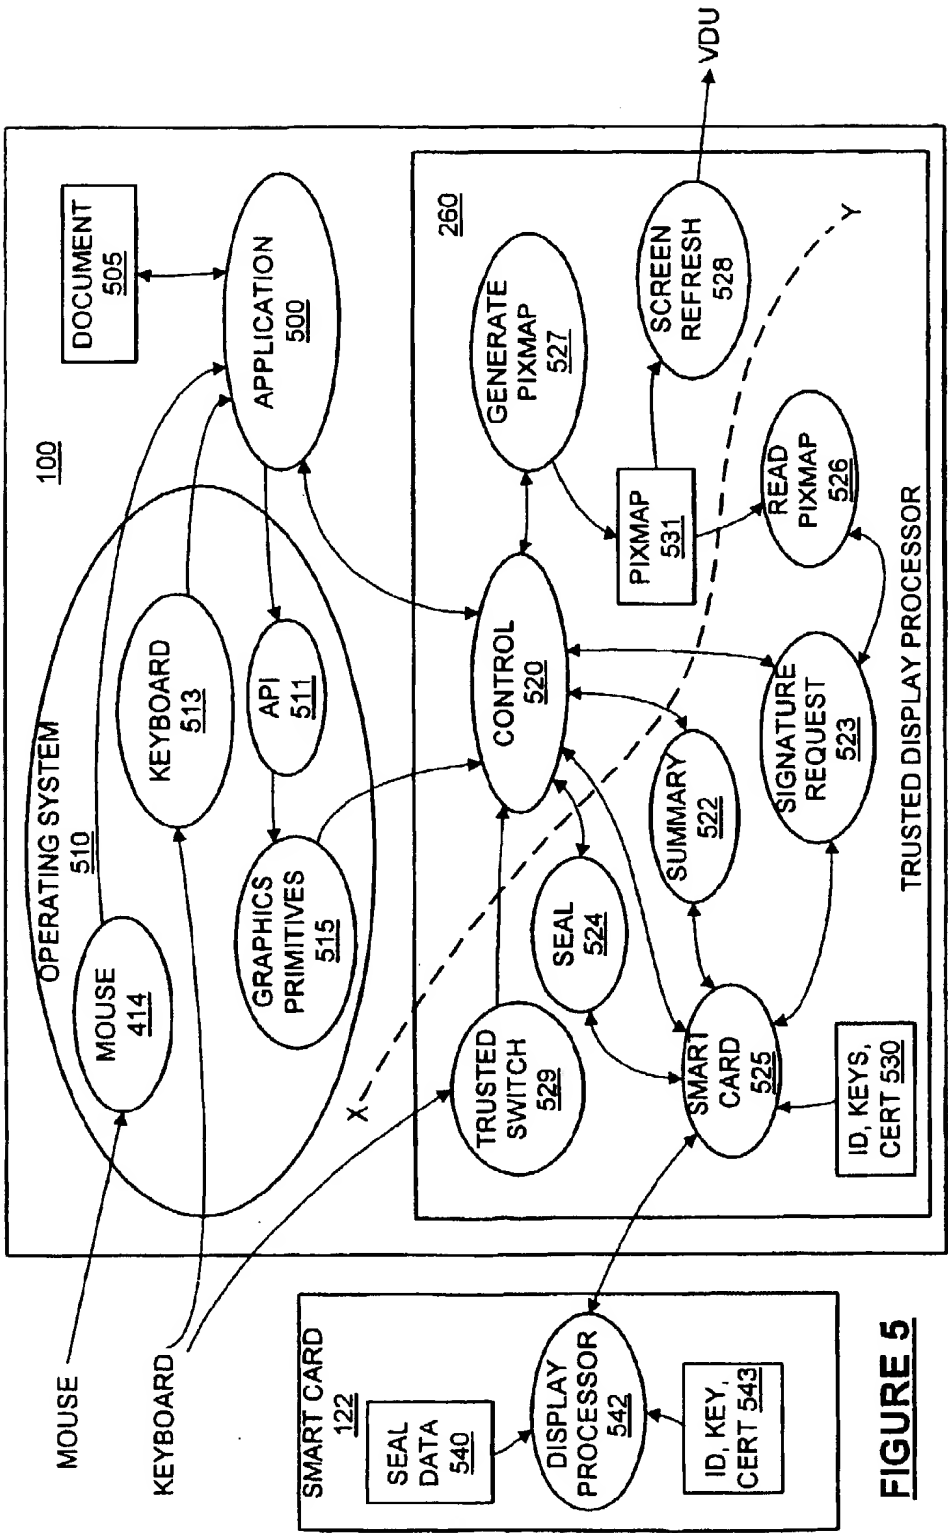 MOUSE
KEYBOARD
OPERATING SYSTEM
510
MOUSE
414
KEYBOARD
513
API
511
GRAPHICS
PRIMITIVES
515
100
DOCUMENT
505
APPLICATION
500
X
TRUSTED
SWITCH
529
CONTROL
520
GENERATE
PIXMAP
527
260
SEAL
524
PIXMAP
531
SCREEN
REFRESH
528
VDU
SUMMARY
522
SMART
CARD
525
SIGNATURE
REQUEST
523
READ
PIXMAP
526
Y
ID, KEYS,
CERT 530
TRUSTED DISPLAY PROCESSOR
SMART CARD
122
SEAL
DATA
540
DISPLAY
PROCESSOR
542
ID, KEY,
CERT 543
FIGURE 5